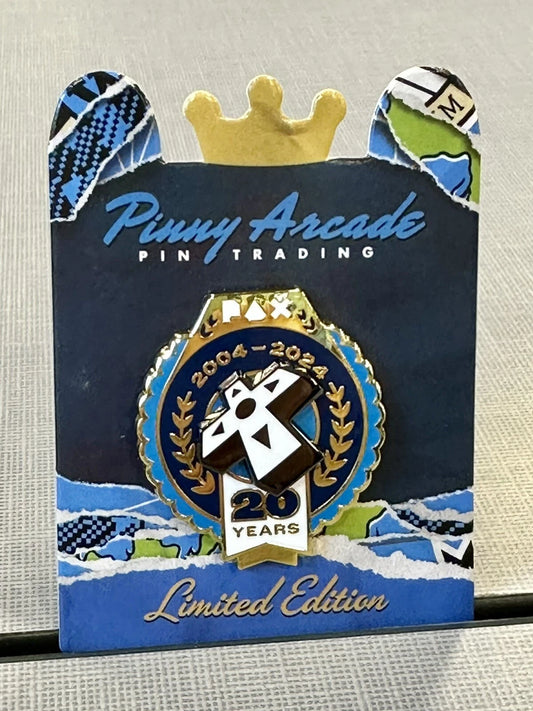 M
Pinny Arcade
PIN TRADING
PAX
2004-2024
20
YEARS
Limited Edition